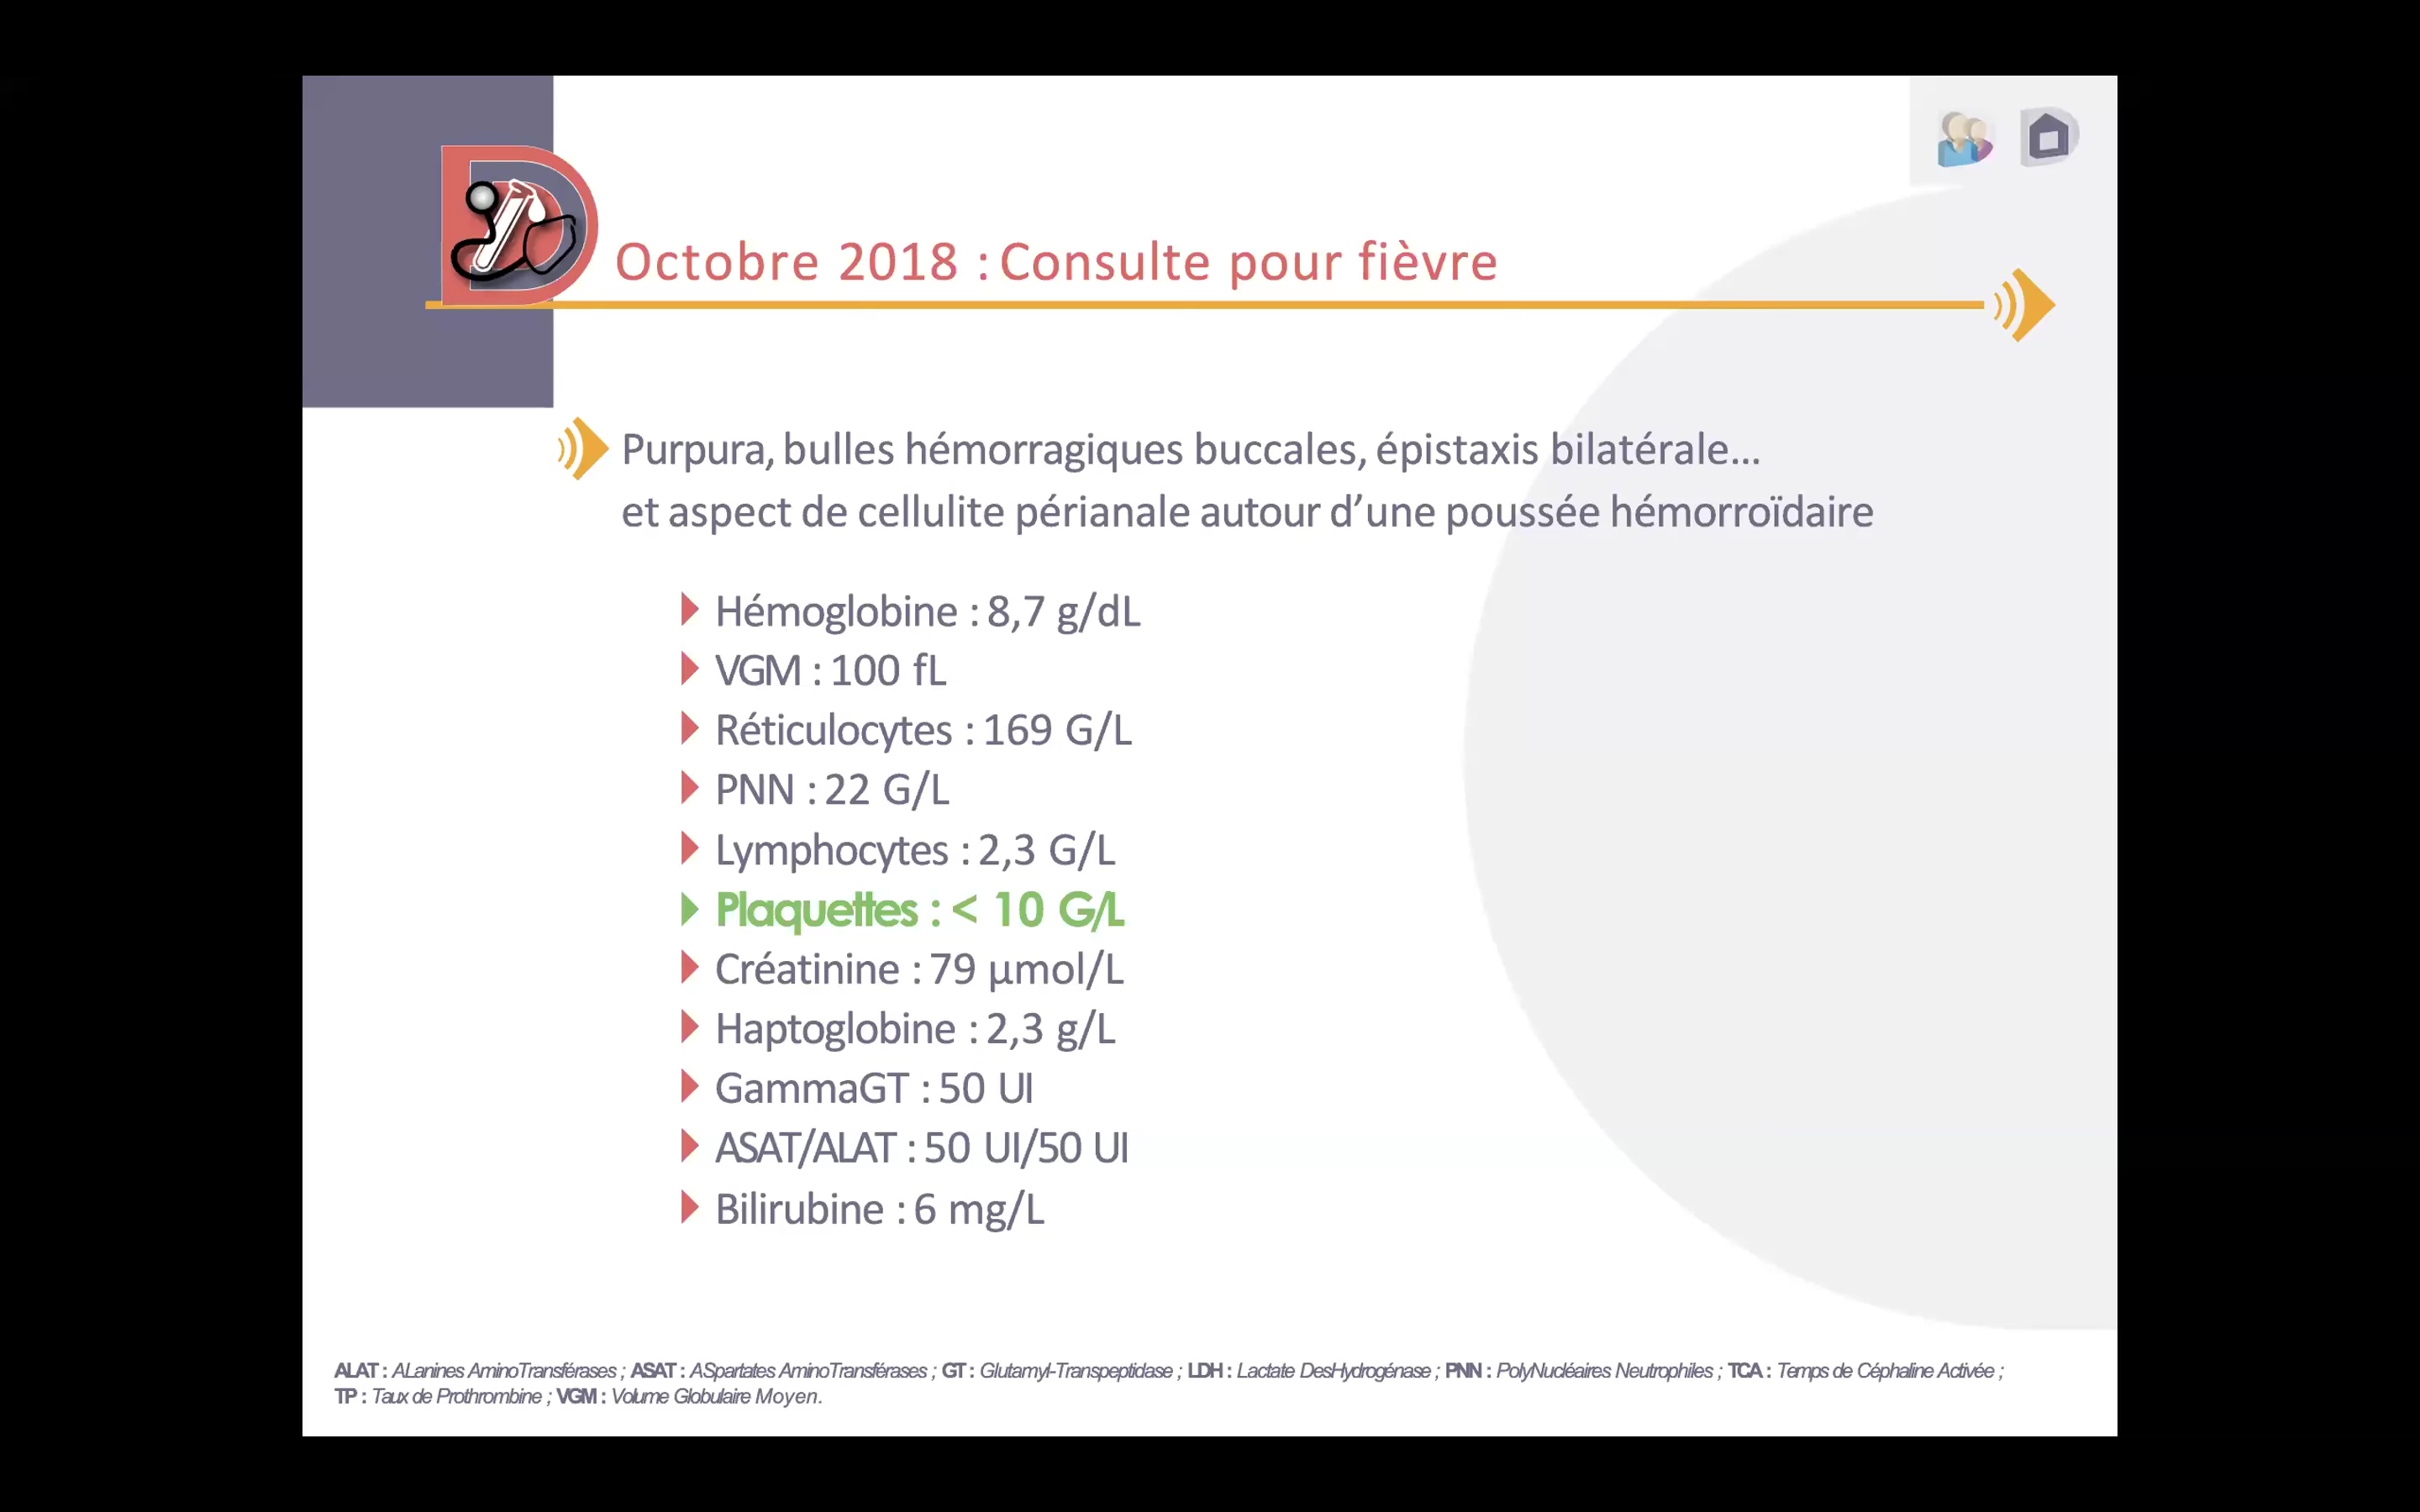 Octobre 2018 : Consulte pour fièvre
Purpura, bulles hémorragiques buccales, épistaxis bilatérale...
et aspect de cellulite périanale autour d’une poussée hémorroïdaire
Hémoglobine : 8,7 g/dL
VGM : 100 fL
Réticulocytes : 169 G/L
PNN : 22 G/L
Lymphocytes : 2,3 G/L
Plaquettes : < 10 G/L
Créatinine : 79 µmol/L
Haptoglobine : 2,3 g/L
GammaGT : 50 UI
ASAT/ALAT : 50 UI/50 UI
Bilirubine : 6 mg/L
ALAT : ALanines AminoTransférases ; ASAT : ASpartates AminoTransférases ; GT : Glutamyl-Transpeptidase ; LDH : Lactate DesHydrogénase ; PNN : PolyNucléaires Neutrophiles ; TCA : Temps de Céphaline Activée ;
TP : Taux de Prothrombine ; VGM : Volume Globulaire Moyen.